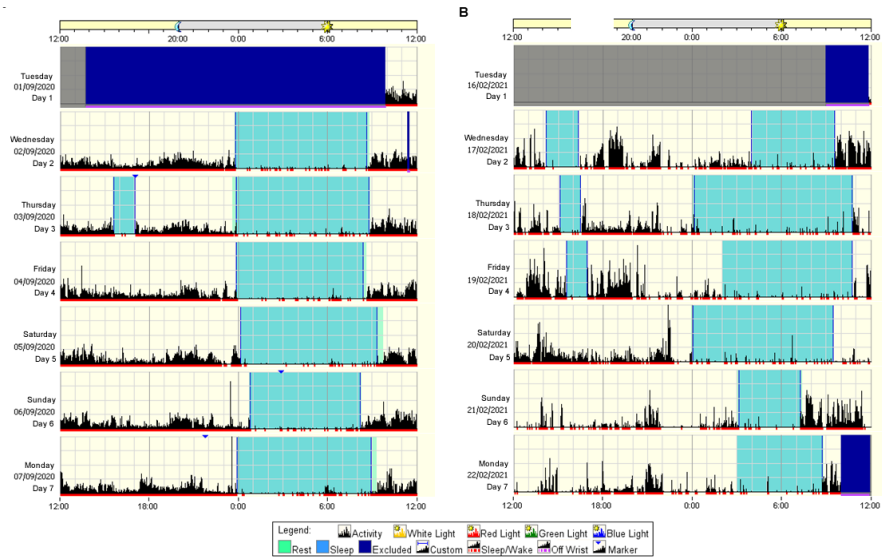 B
12:00 20:00 0:00 6:00 12:00
12:00 20:00 0:00 6:00 12:00
Tuesday
01/09/2020
Day 1
Wednesday
02/09/2020
Day 2
Thursday
03/09/2020
Day 3
Friday
04/09/2020
Day 4
Saturday
05/09/2020
Day 5
Sunday
06/09/2020
Day 6
Monday
07/09/2020
Day 7
12:00 18:00 0:00 6:00 12:00
Tuesday
16/02/2021
Day 1
Wednesday
17/02/2021
Day 2
Thursday
18/02/2021
Day 3
Friday
19/02/2021
Day 4
Saturday
20/02/2021
Day 5
Sunday
21/02/2021
Day 6
Monday
22/02/2021
Day 7
12:00 18:00 0:00 6:00 12:00
Legend: Activity White Light Red Light Green Light Blue Light
Rest Sleep Excluded Custom Sleep/Wake Off Wrist Marker